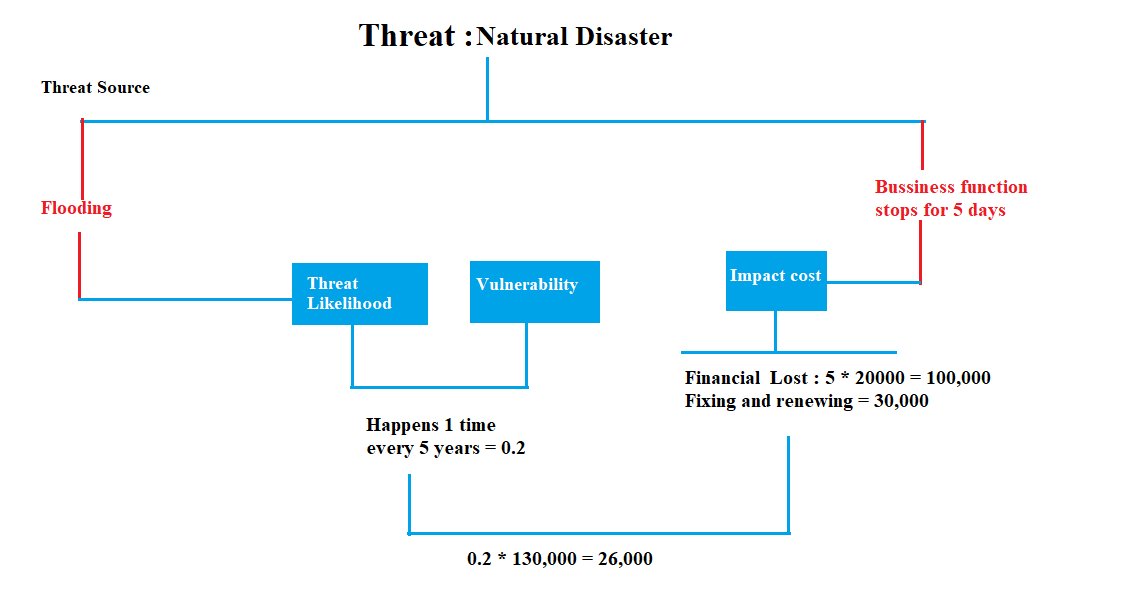 Threat : Natural Disaster
Threat Source
Flooding
Bussiness function
stops for 5 days
Threat
Likelihood
Vulnerability
Impact cost
Happens 1 time
every 5 years = 0.2
Financial Lost : 5 * 20000 = 100,000
Fixing and renewing = 30,000
0.2 * 130,000 = 26,000